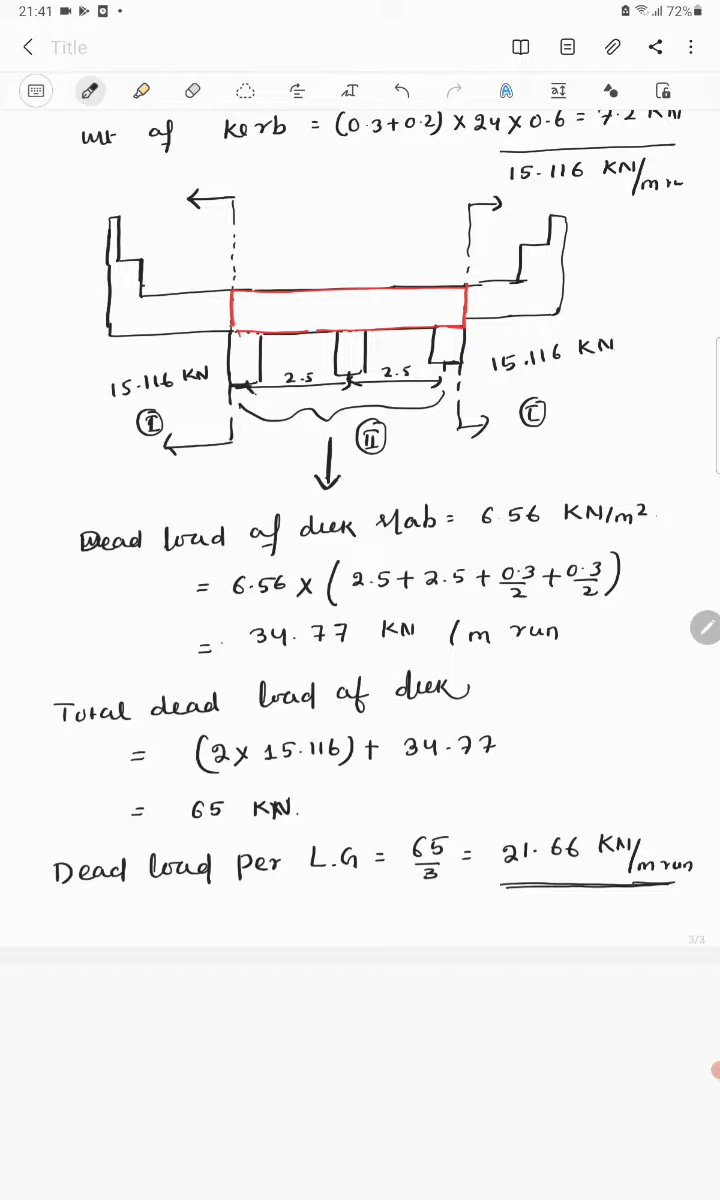 21:41
72%
Title
wt of kerb = (0.3+0.2) X 24 X 0.6 = 7.2 KN
15.116 KN/m ru
15.116 KN
2.5
2.5
15.116 KN
I
II
I
Dead load of deck slab = 6.56 KN/m2
= 6.56 X (2.5 + 2.5 + 0.3/2 + 0.3/2)
= 34.77 KN /m run
Total dead load of deck
= (2 X 15.116) + 34.77
= 65 KN.
Dead load per L.G = 65/3 = 21.66 KN/m run
3/3